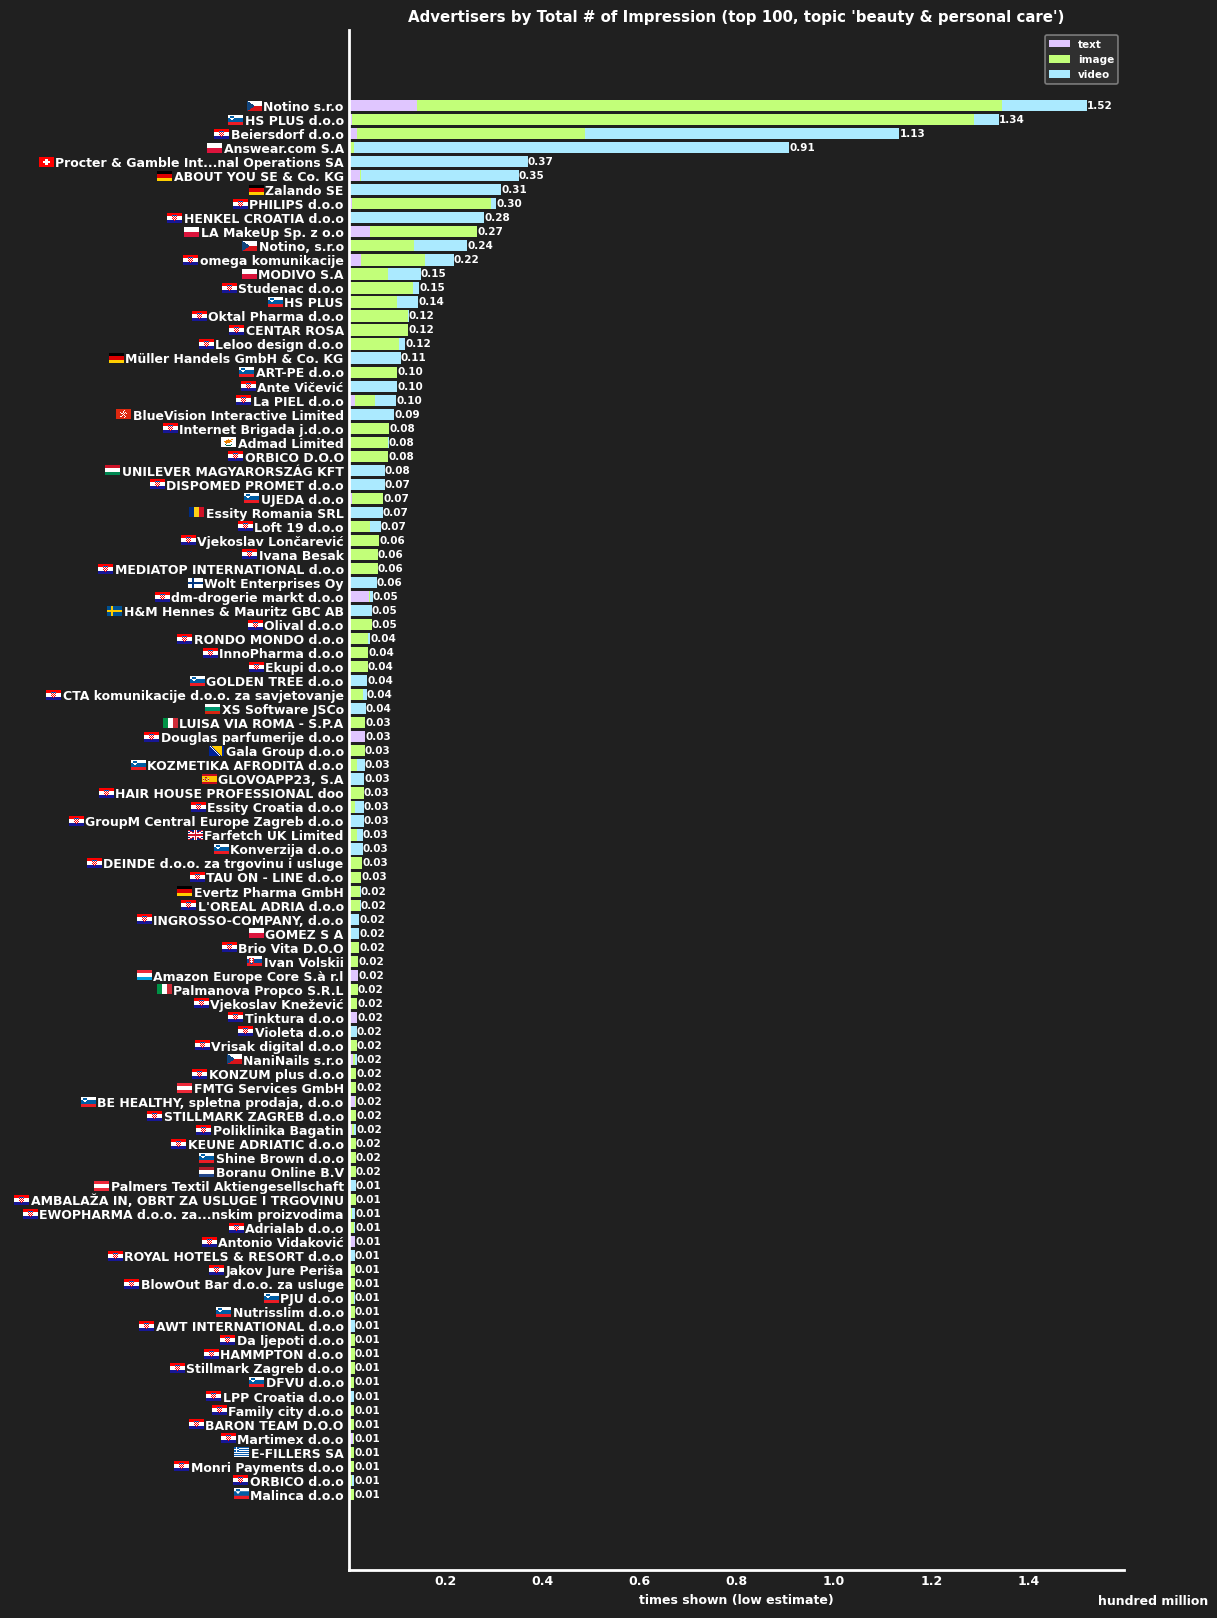 Advertisers by Total # of Impression (top 100, topic 'beauty & personal care')
text
image
video
Notino s.r.o 1.52
HS PLUS d.o.o 1.34
Beiersdorf d.o.o 1.13
Answear.com S.A 0.91
Procter & Gamble Int...nal Operations SA 0.37
ABOUT YOU SE & Co. KG 0.35
Zalando SE 0.31
PHILIPS d.o.o 0.30
HENKEL CROATIA d.o.o 0.28
LA MakeUp Sp. z o.o 0.27
Notino, s.r.o 0.24
omega komunikacije 0.22
MODIVO S.A 0.15
Studenac d.o.o 0.15
HS PLUS 0.14
Oktal Pharma d.o.o 0.12
CENTAR ROSA 0.12
Leloo design d.o.o 0.12
Müller Handels GmbH & Co. KG 0.11
ART-PE d.o.o 0.10
Ante Vičević 0.10
La PIEL d.o.o 0.10
BlueVision Interactive Limited 0.09
Internet Brigada j.d.o.o 0.08
Admad Limited 0.08
ORBICO D.O.O 0.08
UNILEVER MAGYARORSZÁG KFT 0.08
DISPOMED PROMET d.o.o 0.07
UJEDA d.o.o 0.07
Essity Romania SRL 0.07
Loft 19 d.o.o 0.07
Vjekoslav Lončarević 0.06
Ivana Besak 0.06
MEDIATOP INTERNATIONAL d.o.o 0.06
Wolt Enterprises Oy 0.06
dm-drogerie markt d.o.o 0.05
H&M Hennes & Mauritz GBC AB 0.05
Olival d.o.o 0.05
RONDO MONDO d.o.o 0.04
InnoPharma d.o.o 0.04
Ekupi d.o.o 0.04
GOLDEN TREE d.o.o 0.04
CTA komunikacije d.o.o. za savjetovanje 0.04
XS Software JSCo 0.04
LUISA VIA ROMA - S.P.A 0.03
Douglas parfumerije d.o.o 0.03
Gala Group d.o.o 0.03
KOZMETIKA AFRODITA d.o.o 0.03
GLOVOAPP23, S.A 0.03
HAIR HOUSE PROFESSIONAL doo 0.03
Essity Croatia d.o.o 0.03
GroupM Central Europe Zagreb d.o.o 0.03
Farfetch UK Limited 0.03
Konverzija d.o.o 0.03
DEINDE d.o.o. za trgovinu i usluge 0.03
TAU ON - LINE d.o.o 0.03
Evertz Pharma GmbH 0.02
L'OREAL ADRIA d.o.o 0.02
INGROSSO-COMPANY, d.o.o 0.02
GOMEZ S A 0.02
Brio Vita D.O.O 0.02
Ivan Volskii 0.02
Amazon Europe Core S.à r.l 0.02
Palmanova Propco S.R.L 0.02
Vjekoslav Knežević 0.02
Tinktura d.o.o 0.02
Violeta d.o.o 0.02
Vrisak digital d.o.o 0.02
NaniNails s.r.o 0.02
KONZUM plus d.o.o 0.02
FMTG Services GmbH 0.02
BE HEALTHY, spletna prodaja, d.o.o 0.02
STILLMARK ZAGREB d.o.o 0.02
Poliklinika Bagatin 0.02
KEUNE ADRIATIC d.o.o 0.02
Shine Brown d.o.o 0.02
Boranu Online B.V 0.02
Palmers Textil Aktiengesellschaft 0.01
AMBALAŽA IN, OBRT ZA USLUGE I TRGOVINU 0.01
EWOPHARMA d.o.o. za...nskim proizvodima 0.01
Adrialab d.o.o 0.01
Antonio Vidaković 0.01
ROYAL HOTELS & RESORT d.o.o 0.01
Jakov Jure Periša 0.01
BlowOut Bar d.o.o. za usluge 0.01
PJU d.o.o 0.01
Nutrisslim d.o.o 0.01
AWT INTERNATIONAL d.o.o 0.01
Da ljepoti d.o.o 0.01
HAMMPTON d.o.o 0.01
Stillmark Zagreb d.o.o 0.01
DFVU d.o.o 0.01
LPP Croatia d.o.o 0.01
Family city d.o.o 0.01
BARON TEAM D.O.O 0.01
Martimex d.o.o 0.01
E-FILLERS SA 0.01
Monri Payments d.o.o 0.01
ORBICO d.o.o 0.01
Malinca d.o.o 0.01
0.2 0.4 0.6 0.8 1.0 1.2 1.4
times shown (low estimate)
hundred million